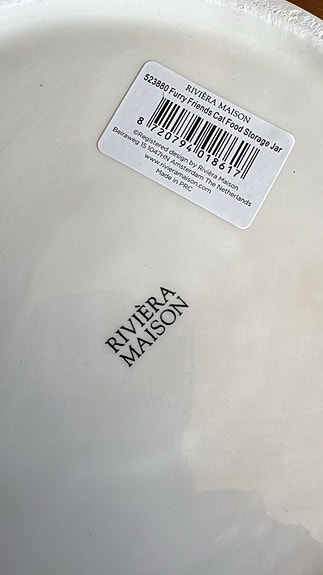 RIVIÈRA MAISON
523880 Furry Friends Cat Food Storage Jar
8 720794 018617
©Registered design by Rivièra Maison
Beiraweg 15 1047HN Amsterdam The Netherlands
www.rivieramaison.com
Made in PRC
RIVIÈRA
MAISON